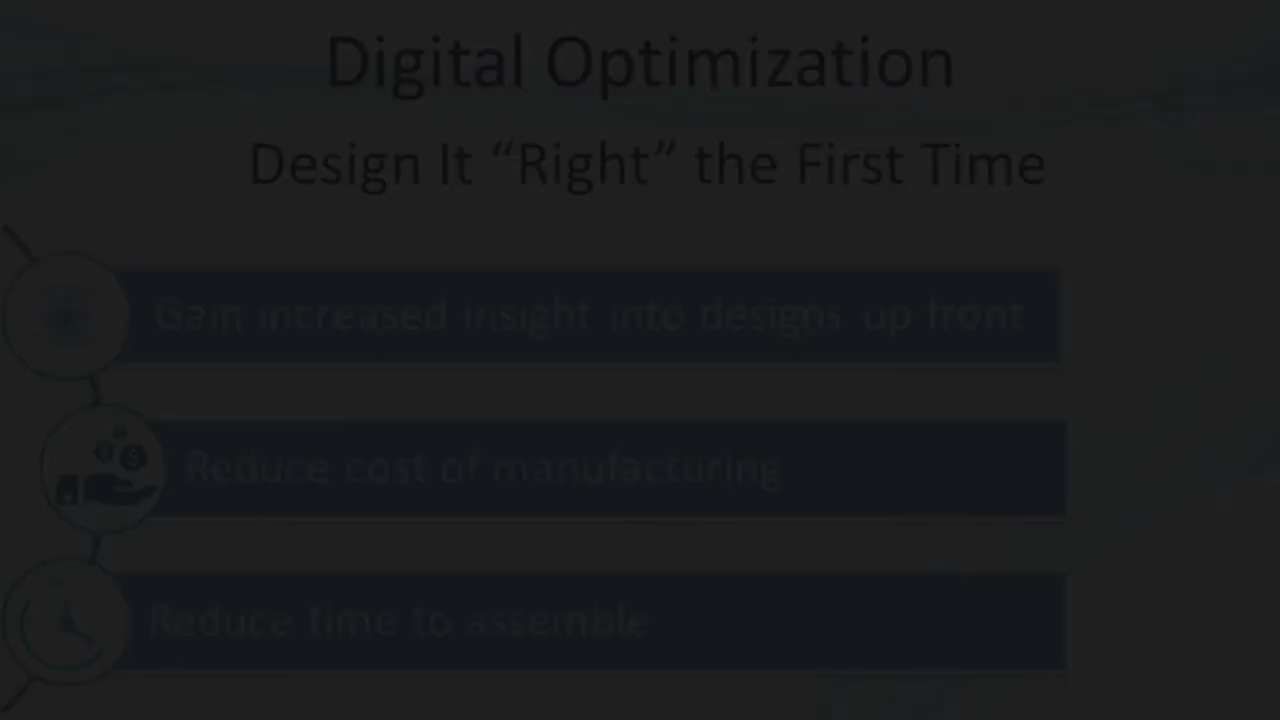 Digital Optimization
Design It “Right” the First Time
Gain increased insight into designs up front
Reduce cost of manufacturing
Reduce time to assemble